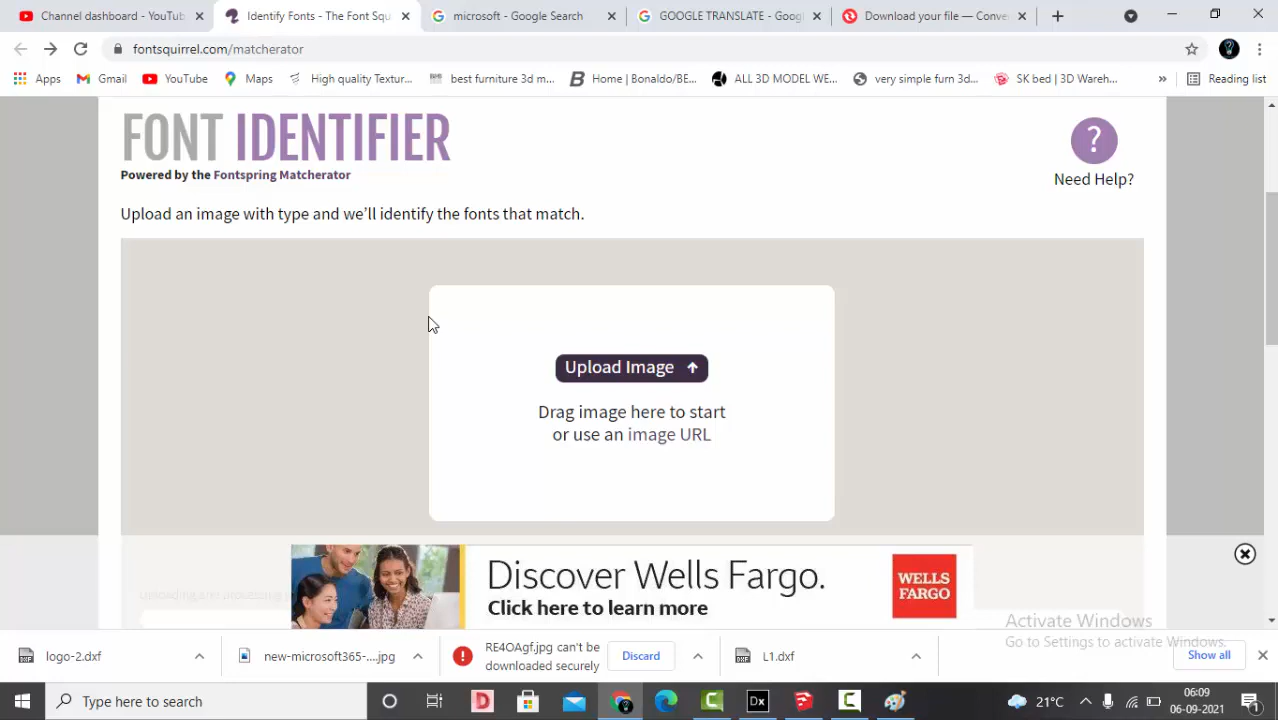 Channel dashboard - YouTu
Identify Fonts - The Font Squ
microsoft - Google Search
GOOGLE TRANSLATE - Googl
Download your file — Conve
fontsquirrel.com/matcherator
Apps
Gmail
YouTube
Maps
High quality Textur...
best furniture 3d m...
Home | Bonaldo/BE...
ALL 3D MODEL WE...
very simple furn 3d...
SK bed | 3D Wareh...
»
Reading list
FONT IDENTIFIER
Powered by the Fontspring Matcherator
?
Need Help?
Upload an image with type and we'll identify the fonts that match.
Upload Image
Drag image here to start
or use an image URL
Discover Wells Fargo.
Click here to learn more
WELLS
FARGO
Activate Windows
Go to Settings to activate Windows.
logo-2.dxf
new-microsoft365-....jpg
RE4OAgf.jpg can't be
downloaded securely
Discard
L1.dxf
Show all
Type here to search
Dx
21°C
06:09
06-09-2021